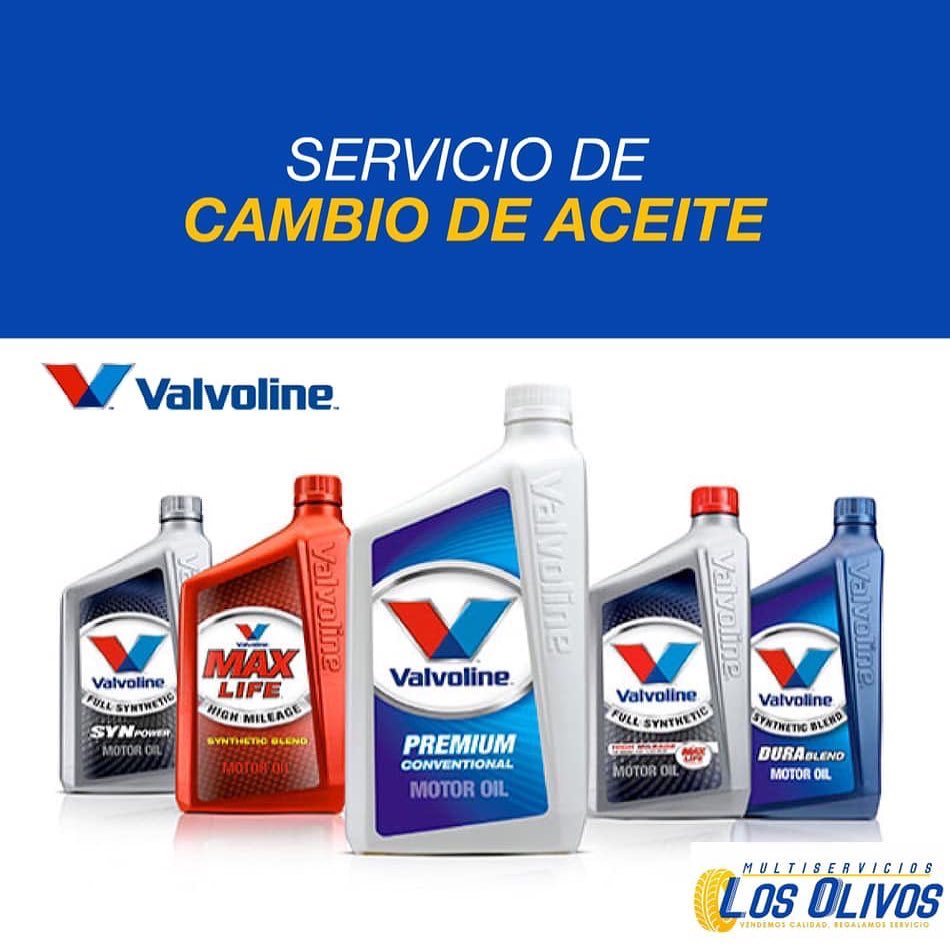 SERVICIO DE
CAMBIO DE ACEITE
Valvoline
Valvoline
Valvoline
FULL SYNTHETIC
SYNPOWER
MOTOR OIL
Valvoline
Valvoline
MAX
LIFE
HIGH MILEAGE
SYNTHETIC BLEND
MOTOR OIL
Valvoline
Valvoline
PREMIUM
CONVENTIONAL
MOTOR OIL
Valvoline
Valvoline
FULL SYNTHETIC
HIGH MILEAGE
MAX
LIFE
MOTOR OIL
Valvoline
Valvoline
SYNTHETIC BLEND
DURABLEND
MOTOR OIL
MULTISERVICIOS
LOS OLIVOS
VENDEMOS CALIDAD, REGALAMOS SERVICIO